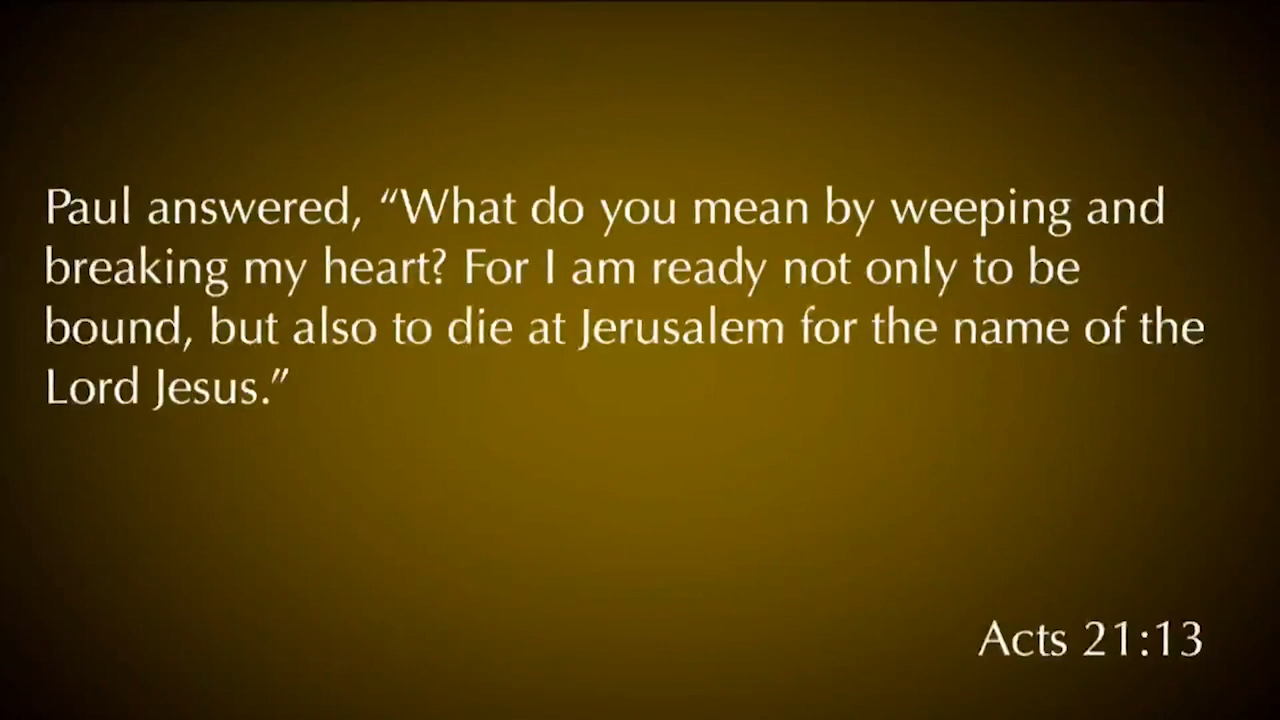 Paul answered, “What do you mean by weeping and
breaking my heart? For I am ready not only to be
bound, but also to die at Jerusalem for the name of the
Lord Jesus.”
Acts 21:13